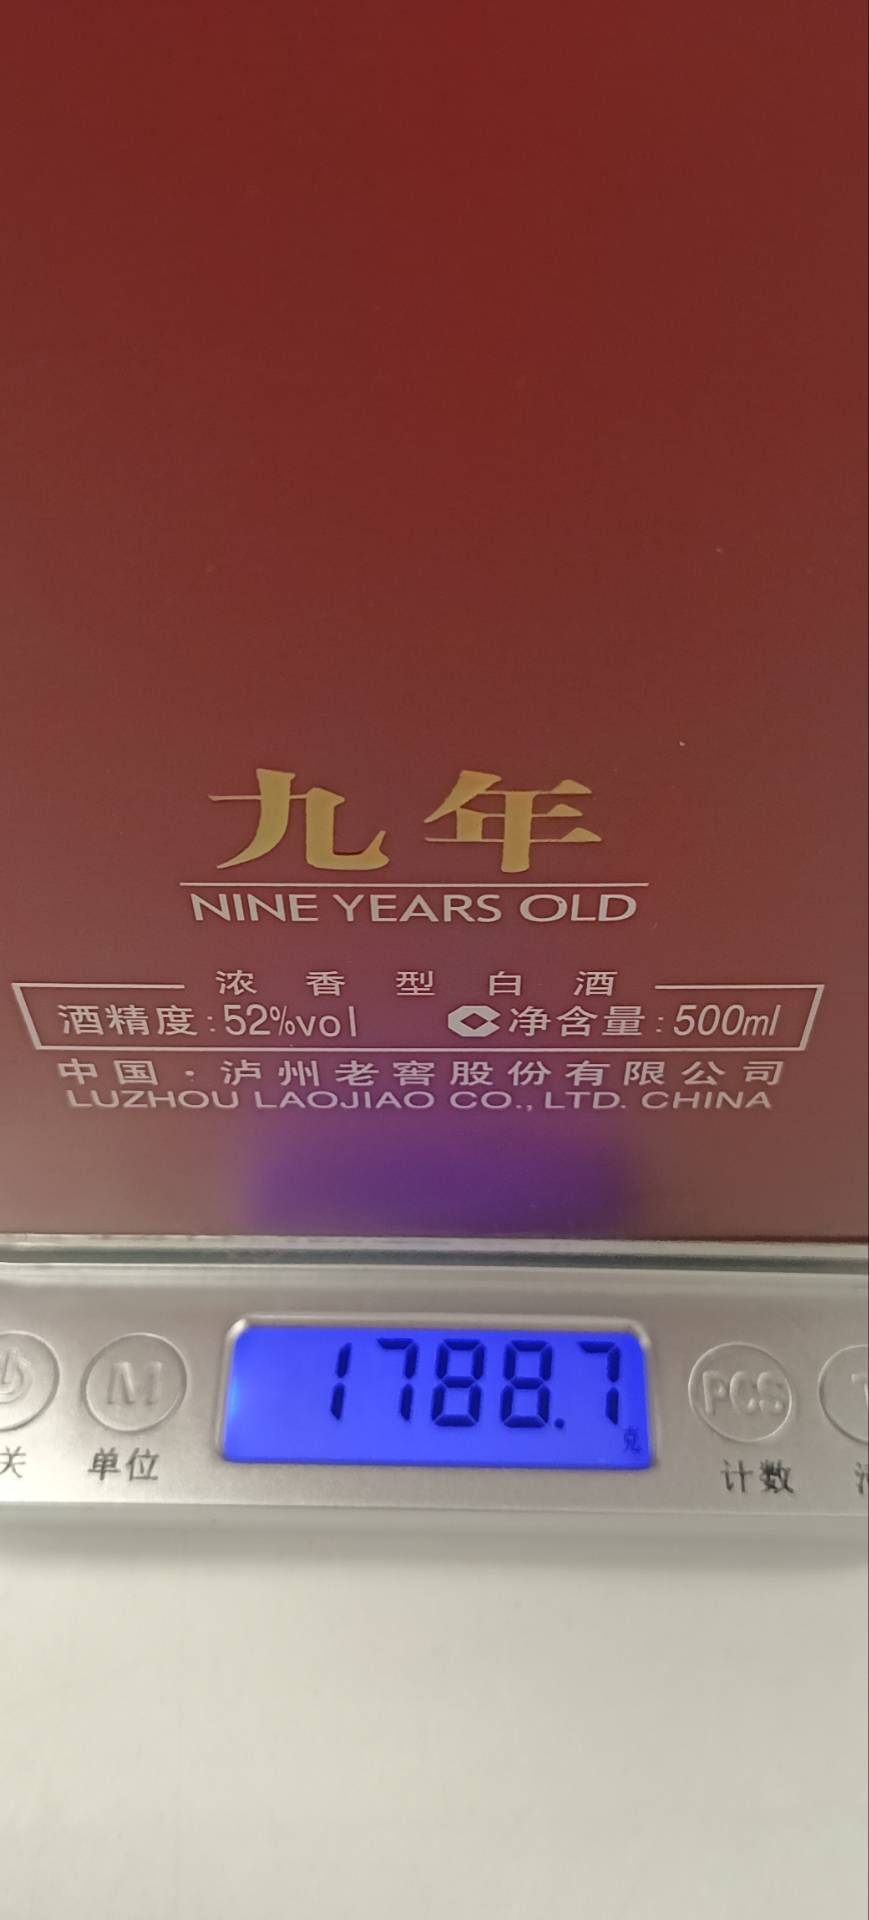 九年
NINE YEARS OLD
浓香型白酒
酒精度:52%vol 净含量:500ml
中国·泸州老窖股份有限公司
LUZHOU LAOJIAO CO., LTD. CHINA
1788.7
克
M PCS
关 单位 计数